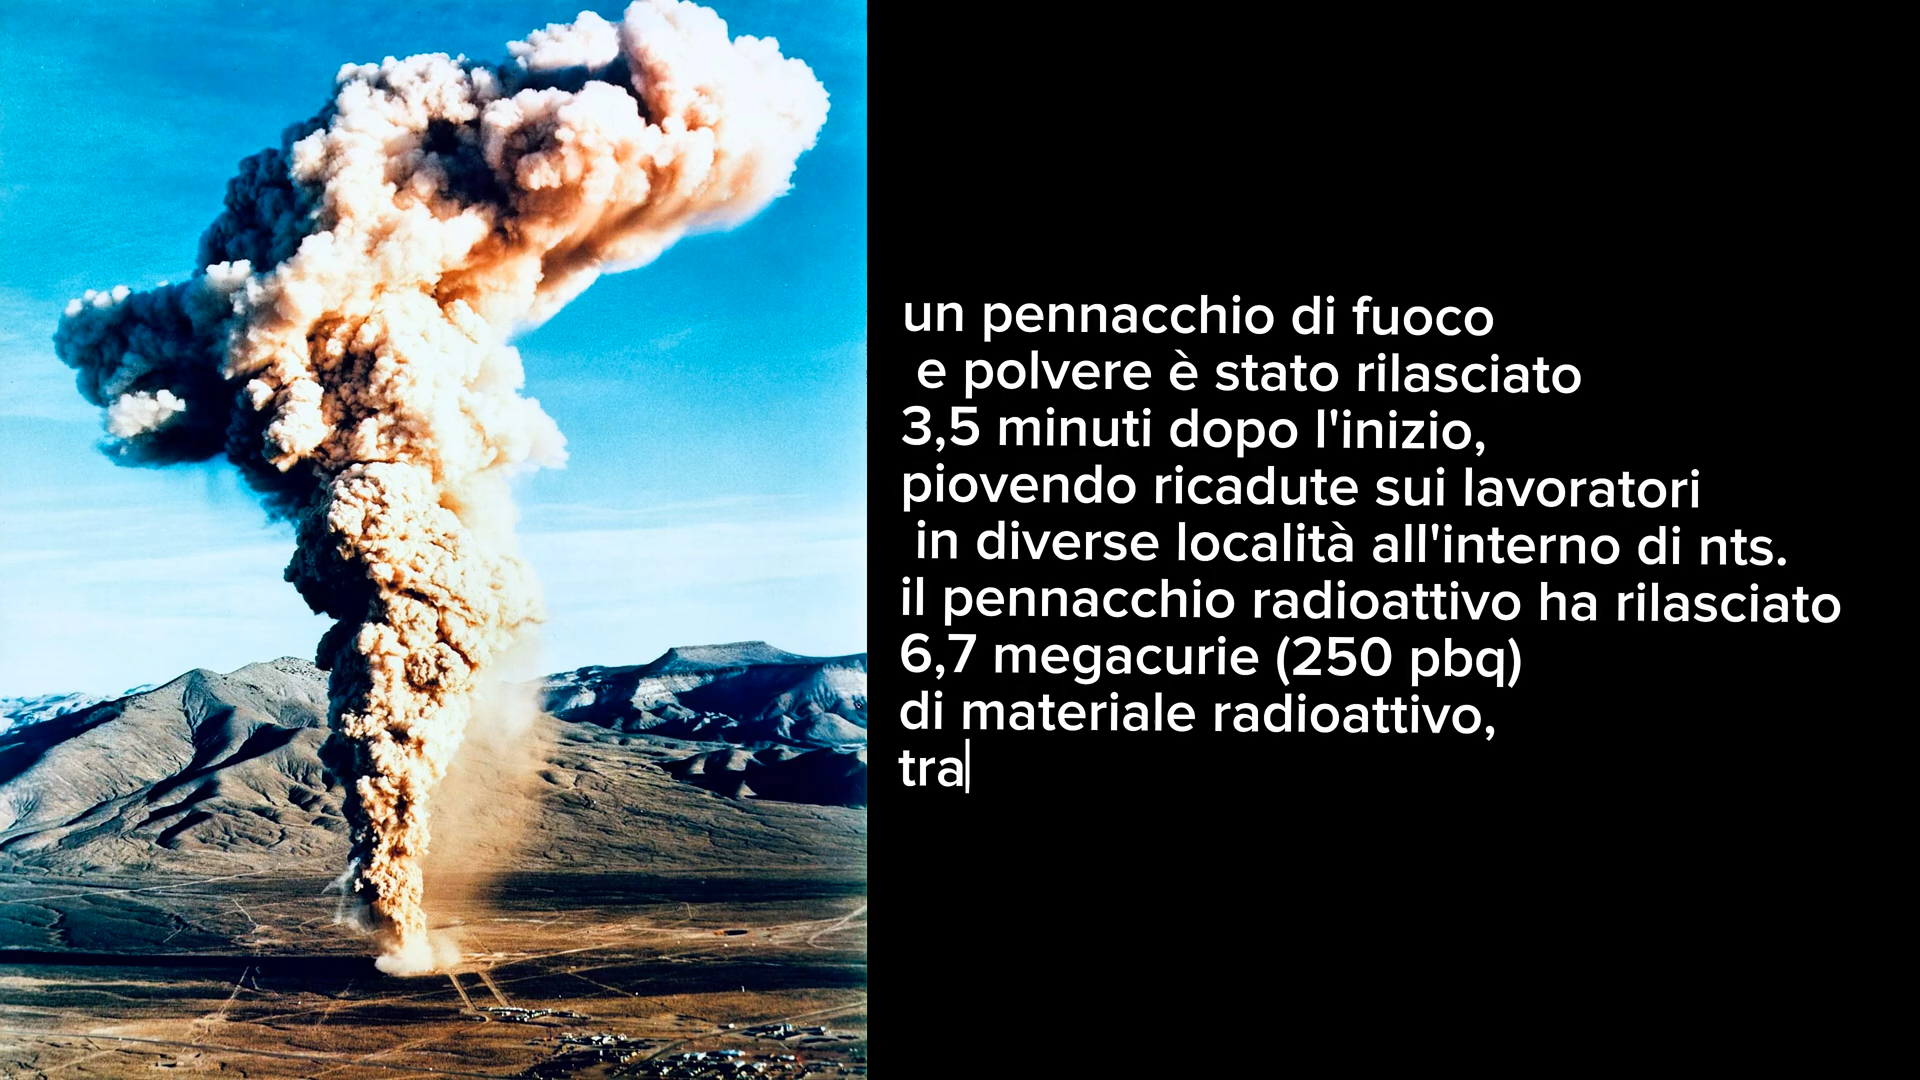 un pennacchio di fuoco
e polvere è stato rilasciato
3,5 minuti dopo l'inizio,
piovendo ricadute sui lavoratori
in diverse località all'interno di nts.
il pennacchio radioattivo ha rilasciato
6,7 megacurie (250 pbq)
di materiale radioattivo,
tra